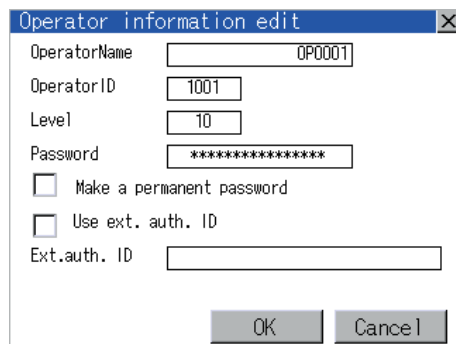 Operator information edit X
OperatorName 0P0001
OperatorID 1001
Level 10
Password ****************
Make a permanent password
Use ext. auth. ID
Ext.auth. ID
OK Cancel